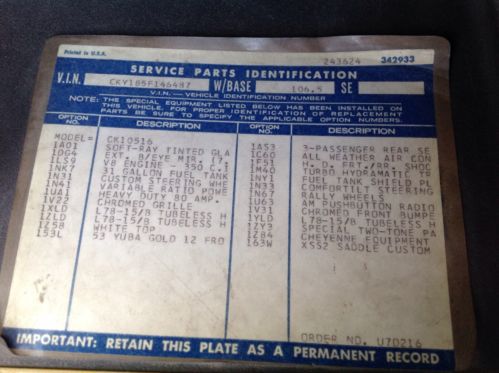 Printed in U.S.A.
243624 342933
SERVICE PARTS IDENTIFICATION
V.I.N. CKY185F146487 W/BASE 106.5 SE
V.I.N. — VEHICLE IDENTIFICATION NUMBER
NOTE: THE SPECIAL EQUIPMENT LISTED BELOW HAS BEEN INSTALLED ON
THIS VEHICLE. FOR PROPER IDENTIFICATION OF REPLACEMENT
PARTS BE SURE TO SPECIFY THE APPLICABLE OPTION NUMBERS.
OPTION NO. DESCRIPTION OPTION NO. DESCRIPTION
MODEL= CK10516
1A01 SOFT-RAY TINTED GLA
1DG4 EXT. B/EYE MIR. (7.
1LS9 V8 ENGINE - 350 C.I
1NK7 31 GALLON FUEL TANK
1N31 CUSTOM STEERING WHE
1N41 VARIABLE RATIO POWE
1UA1 HEAVY DUTY 80 AMP.
1V22 CHROMED GRILLE
1XLD L78-15/B TUBELESS H
1ZLD L78-15/B TUBELESS H
1Z58 WHITE TOP
153L 53 YUBA GOLD 12 FRO
1AS3 3-PASSENGER REAR SE
1C60 ALL WEATHER AIR CON
1F51 H.D. FRT./RR. SHOC
1M40 TURBO HYDRAMATIC TR
1NY1 FUEL TANK SHIELD PL
1N33 COMFORTILT STEERING
1N67 RALLY WHEELS
1U63 AM PUSHBUTTON RADIO
1V31 CHROMED FRONT BUMPE
1YLD L78-15/B TUBELESS H
1ZY3 SPECIAL TWO-TONE PA
1Z84 CHEYENNE EQUIPMENT
163W XSS2 SADDLE CUSTOM
ORDER NO. U70216
IMPORTANT: RETAIN THIS PLATE AS A PERMANENT RECORD